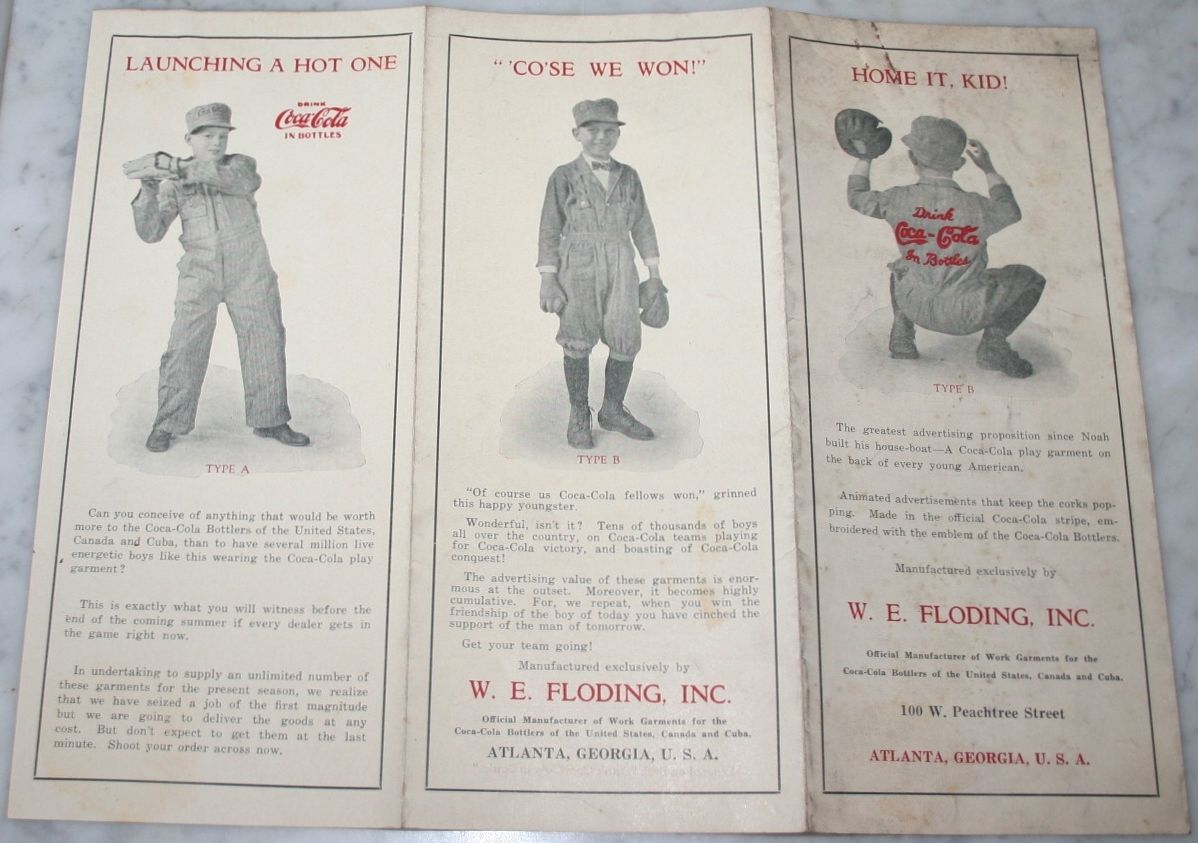 LAUNCHING A HOT ONE
DRINK
Coca-Cola
IN BOTTLES
TYPE A
Can you conceive of anything that would be worth
more to the Coca-Cola Bottlers of the United States,
Canada and Cuba, than to have several million live
energetic boys like this wearing the Coca-Cola play
garment?
This is exactly what you will witness before the
end of the coming summer if every dealer gets in
the game right now.
In undertaking to supply an unlimited number of
these garments for the present season, we realize
that we have seized a job of the first magnitude
but we are going to deliver the goods at any
cost. But don't expect to get them at the last
minute. Shoot your order across now.
" 'CO'SE WE WON!"
TYPE B
"Of course us Coca-Cola fellows won," grinned
this happy youngster.
Wonderful, isn't it? Tens of thousands of boys
all over the country, on Coca-Cola teams playing
for Coca-Cola victory, and boasting of Coca-Cola
conquest!
The advertising value of these garments is enor-
mous at the outset. Moreover, it becomes highly
cumulative. For, we repeat, when you win the
friendship of the boy of today you have cinched the
support of the man of tomorrow.
Get your team going!
Manufactured exclusively by
W. E. FLODING, INC.
Official Manufacturer of Work Garments for the
Coca-Cola Bottlers of the United States, Canada and Cuba.
ATLANTA, GEORGIA, U. S. A.
HOME IT, KID!
Drink
Coca-Cola
In Bottles
TYPE B
The greatest advertising proposition since Noah
built his house-boat—A Coca-Cola play garment on
the back of every young American.
Animated advertisements that keep the corks pop-
ping. Made in the official Coca-Cola stripe, em-
broidered with the emblem of the Coca-Cola Bottlers.
Manufactured exclusively by
W. E. FLODING, INC.
Official Manufacturer of Work Garments for the
Coca-Cola Bottlers of the United States, Canada and Cuba.
100 W. Peachtree Street
ATLANTA, GEORGIA, U. S. A.